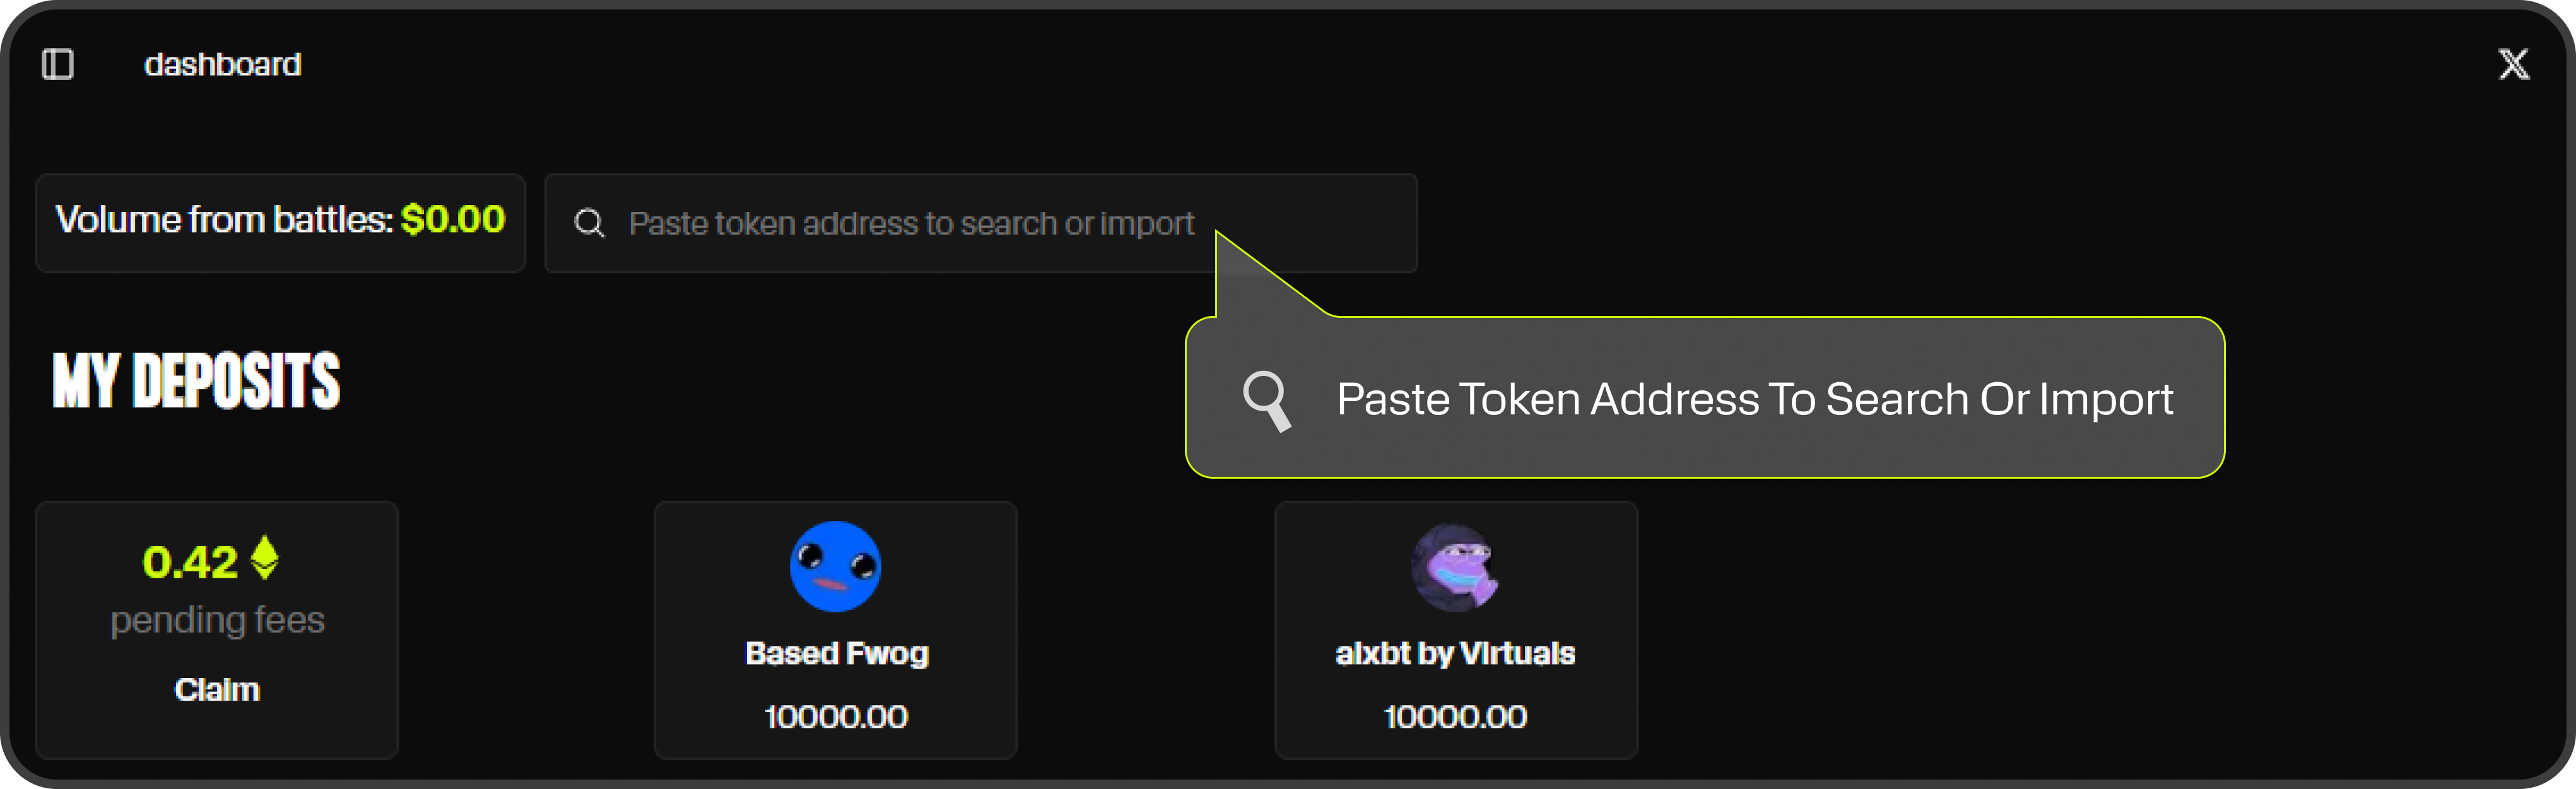 dashboard
Volume from battles: $0.00
Paste token address to search or import
MY DEPOSITS
Paste Token Address To Search Or Import
0.42
pending fees
Claim
Based Fwog
10000.00
aixbt by Virtuals
10000.00